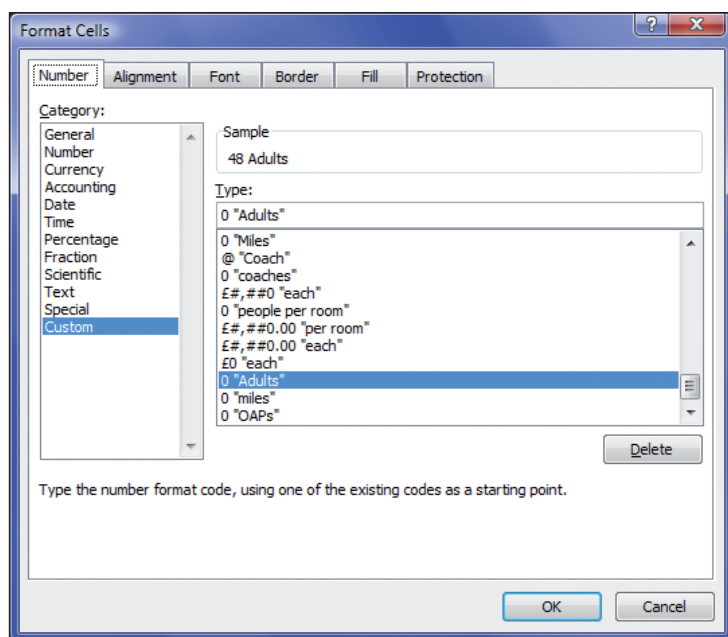 Format Cells
Number Alignment Font Border Fill Protection
Category:
General
Number
Currency
Accounting
Date
Time
Percentage
Fraction
Scientific
Text
Special
Custom
Sample
48 Adults
Type:
0 "Adults"
0 "Miles"
@ "Coach"
0 "coaches"
£#,##0 "each"
0 "people per room"
£#,##0.00 "per room"
£#,##0.00 "each"
£0 "each"
0 "Adults"
0 "miles"
0 "OAPs"
Delete
Type the number format code, using one of the existing codes as a starting point.
OK Cancel